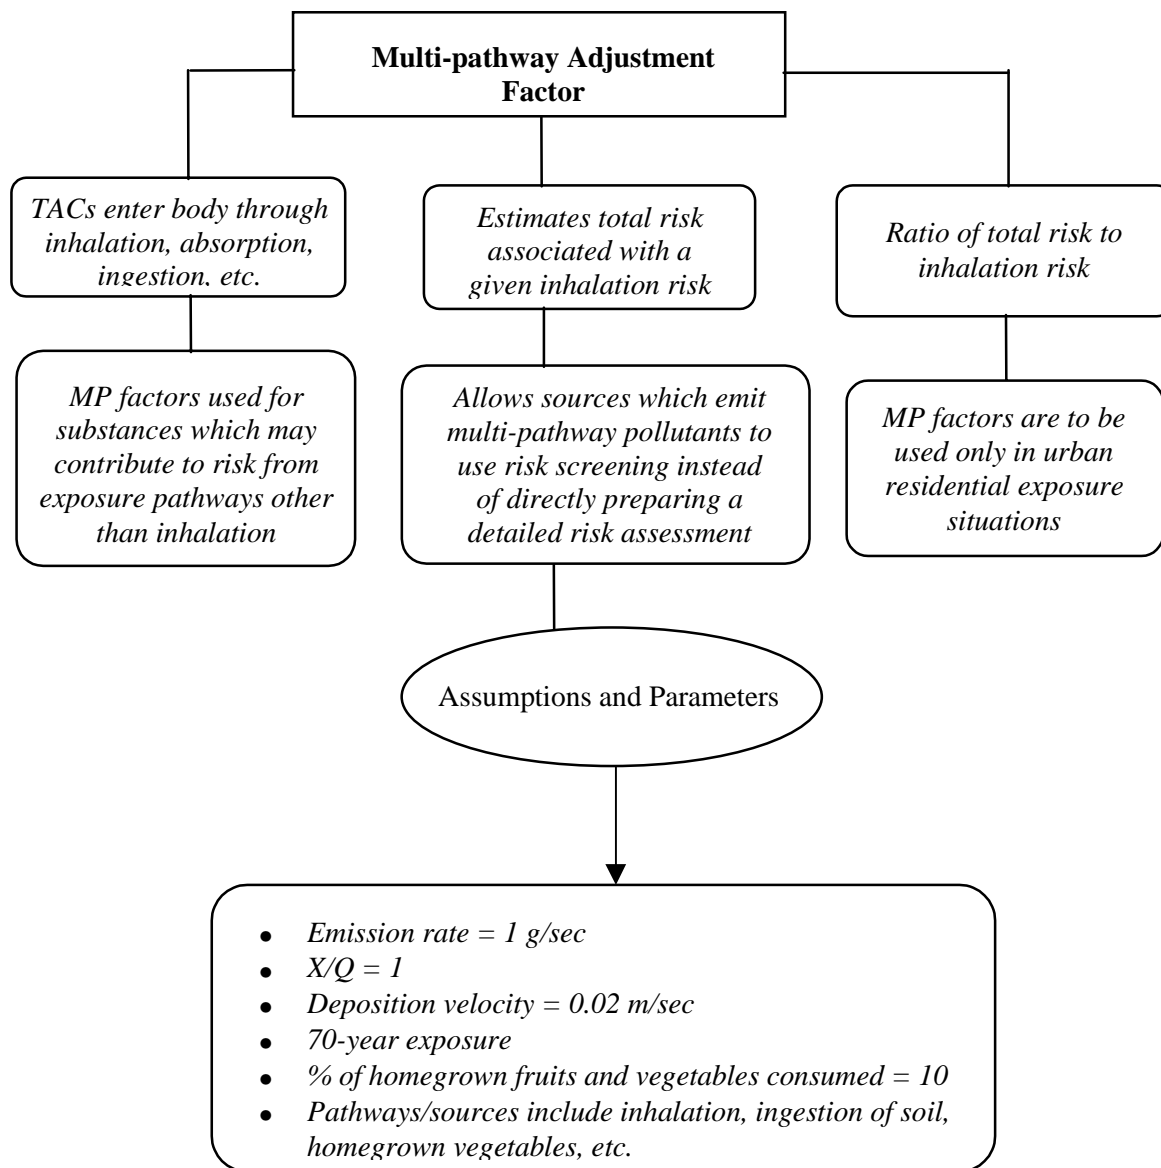 Multi-pathway Adjustment
Factor
TACs enter body through
inhalation, absorption,
ingestion, etc.
Estimates total risk
associated with a
given inhalation risk
Ratio of total risk to
inhalation risk
MP factors used for
substances which may
contribute to risk from
exposure pathways other
than inhalation
Allows sources which emit
multi-pathway pollutants to
use risk screening instead
of directly preparing a
detailed risk assessment
MP factors are to be
used only in urban
residential exposure
situations
Assumptions and Parameters
• Emission rate = 1 g/sec
• X/Q = 1
• Deposition velocity = 0.02 m/sec
• 70-year exposure
• % of homegrown fruits and vegetables consumed = 10
• Pathways/sources include inhalation, ingestion of soil,
homegrown vegetables, etc.